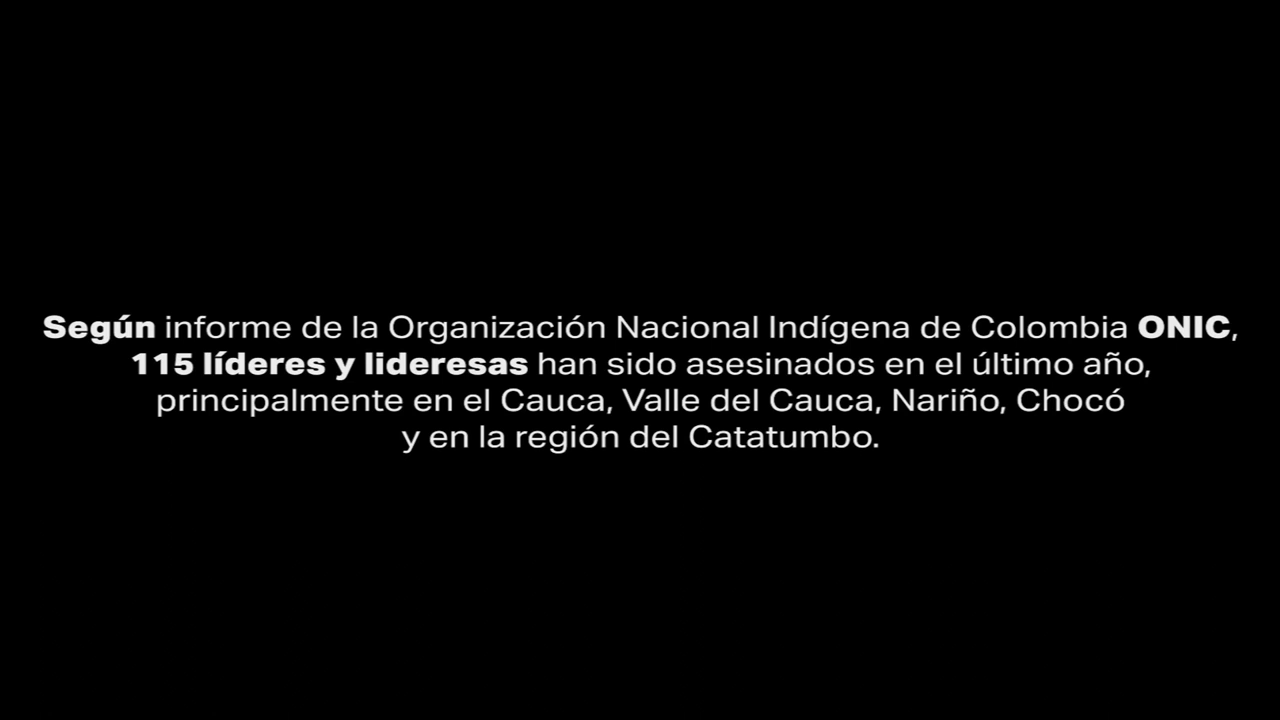 Según informe de la Organización Nacional Indígena de Colombia ONIC,
115 líderes y lideresas han sido asesinados en el último año,
principalmente en el Cauca, Valle del Cauca, Nariño, Chocó
y en la región del Catatumbo.